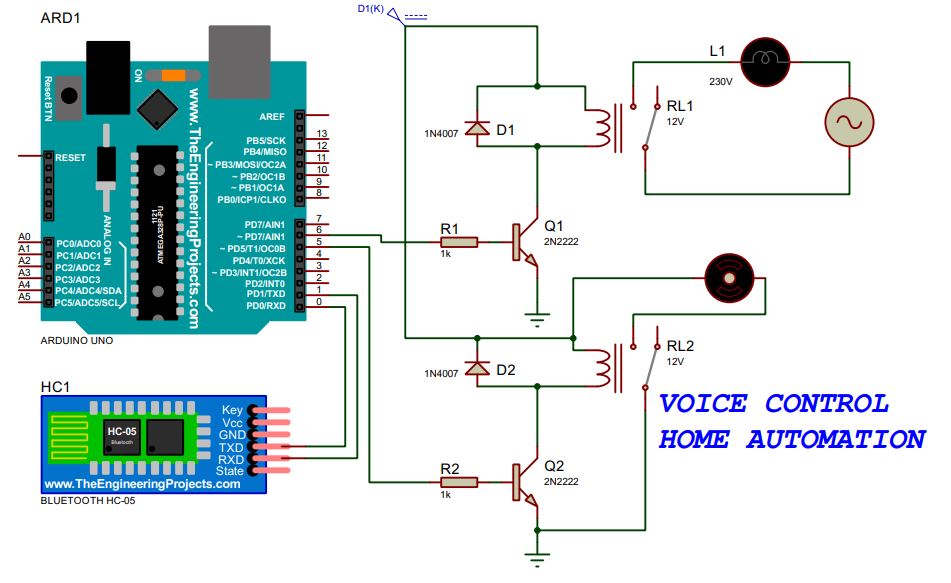 D1(K)
ARD1
ON
Reset BTN
www.TheEngineeringProjects.com
1121
ATMEGA328P-PU
ANALOG IN
RESET
AREF
PB5/SCK 13
PB4/MISO 12
~ PB3/MOSI/OC2A 11
~ PB2/OC1B 10
~ PB1/OC1A 9
PB0/ICP1/CLKO 8
PD7/AIN1 7
~ PD7/AIN1 6
~ PD5/T1/OC0B 5
PD4/T0/XCK 4
~ PD3/INT1/OC2B 3
PD2/INT0 2
PD1/TXD 1
PD0/RXD 0
A0 PC0/ADC0
A1 PC1/ADC1
A2 PC2/ADC2
A3 PC3/ADC3
A4 PC4/ADC4/SDA
A5 PC5/ADC5/SCL
ARDUINO UNO
L1
230V
RL1
12V
D1
1N4007
R1
1k
Q1
2N2222
D2
1N4007
RL2
12V
R2
1k
Q2
2N2222
HC1
HC-05
Bluetooth
Key
Vcc
GND
TXD
RXD
State
www.TheEngineeringProjects.com
BLUETOOTH HC-05
VOICE CONTROL
HOME AUTOMATION